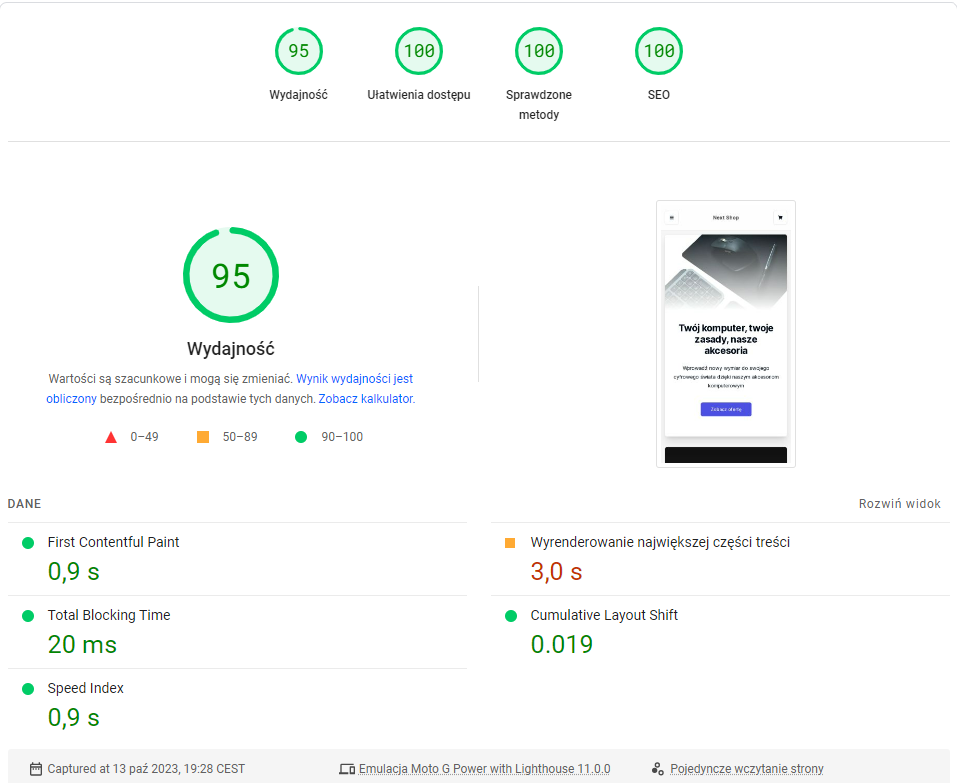 95
100
100
100
Wydajność
Ułatwienia dostępu
Sprawdzone
metody
SEO
95
Wydajność
Wartości są szacunkowe i mogą się zmieniać. Wynik wydajności jest
obliczony bezpośrednio na podstawie tych danych. Zobacz kalkulator.
0–49
50–89
90–100
Next Shop
Twój komputer, twoje
zasady, nasze
akcesoria
Wprowadź nowy wymiar do swojego
cyfrowego świata dzięki naszym akcesoriom
komputerowym
Zobacz ofertę
DANE
Rozwiń widok
First Contentful Paint
0,9 s
Wyrenderowanie największej części treści
3,0 s
Total Blocking Time
20 ms
Cumulative Layout Shift
0.019
Speed Index
0,9 s
Captured at 13 paź 2023, 19:28 CEST
Emulacja Moto G Power with Lighthouse 11.0.0
Pojedyncze wczytanie strony